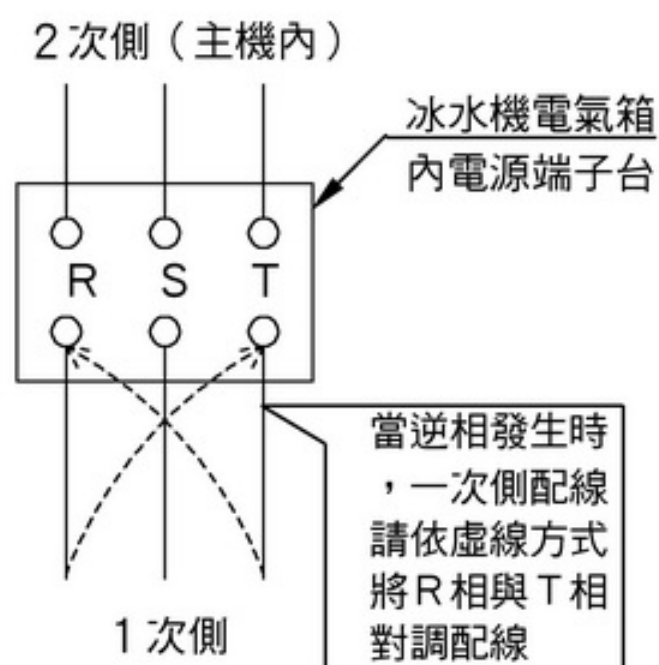 2次側（主機內）
冰水機電氣箱
內電源端子台
R S T
當逆相發生時
，一次側配線
請依虛線方式
將R相與T相
對調配線
1次側